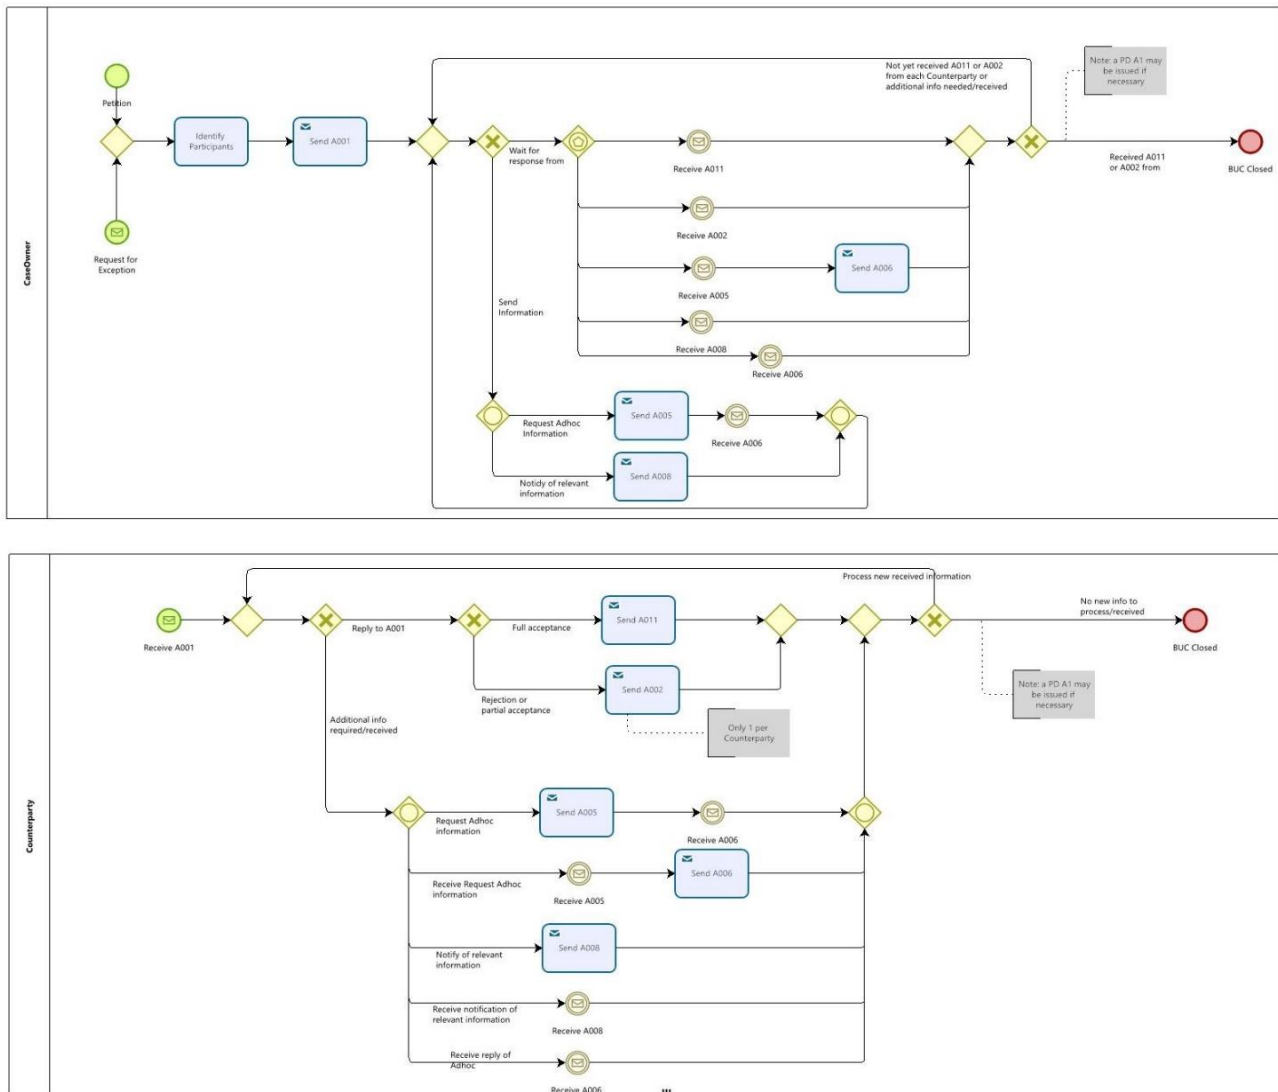 CaseOwner
Petition
Request for
Exception
Identify
Participants
Send A001
Wait for
response from
Send
Information
Receive A011
Receive A002
Receive A005
Send A006
Receive A008
Receive A006
Not yet received A011 or A002
from each Counterparty or
additional info needed/received
Note: a PD A1 may
be issued if
necessary
Received A011
or A002 from
BUC Closed
Request Adhoc
Information
Send A005
Receive A006
Notidy of relevant
information
Send A008
Counterparty
Receive A001
Reply to A001
Additional info
required/received
Full acceptance
Send A011
Rejection or
partial acceptance
Send A002
Only 1 per
Counterparty
Process new received information
No new info to
process/received
BUC Closed
Note: a PD A1 may
be issued if
necessary
Request Adhoc
information
Send A005
Receive A006
Receive Request Adhoc
information
Receive A005
Send A006
Notify of relevant
information
Send A008
Receive notification of
relevant information
Receive A008
Receive reply of
Adhoc
Receive A006